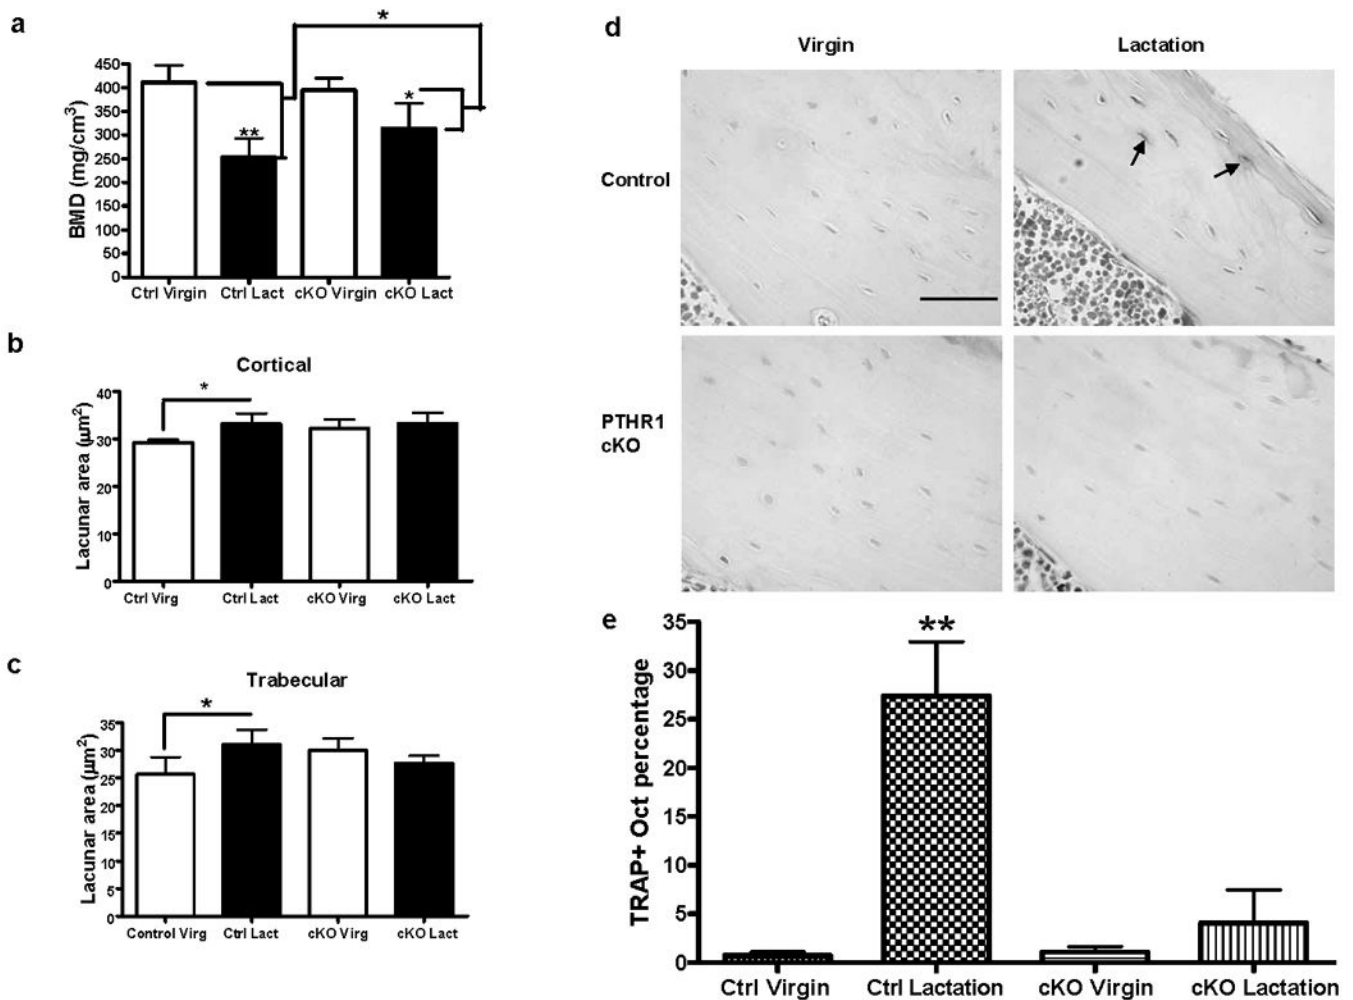 a
*
BMD (mg/cm3)
450
400
350
300
250
200
150
100
50
0
**
*
Ctrl Virgin Ctrl Lact cKO Virgin cKO Lact
b
Cortical
Lacunar area (µm2)
40
30
20
10
0
*
Ctrl Virg Ctrl Lact cKO Virg cKO Lact
c
Trabecular
Lacunar area (µm2)
35
30
25
20
15
10
5
0
*
Control Virg Ctrl Lact cKO Virg cKO Lact
d
Virgin Lactation
Control
PTHR1
cKO
e
TRAP+ Oct percentage
35
30
25
20
15
10
5
0
**
Ctrl Virgin Ctrl Lactation cKO Virgin cKO Lactation